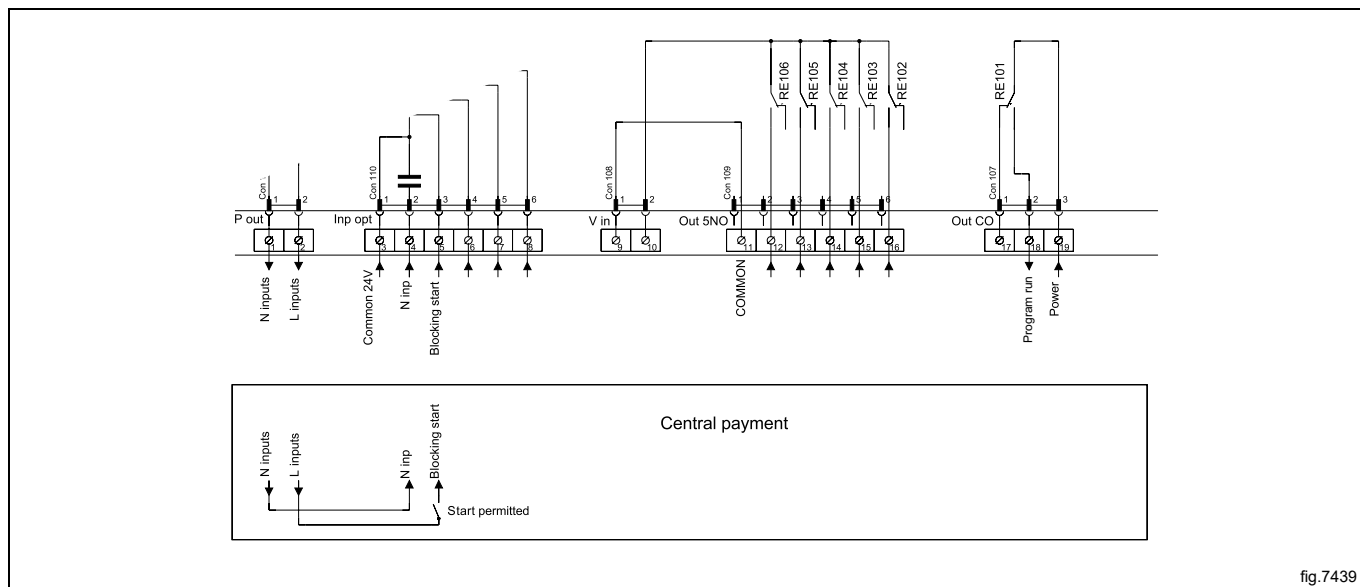 RE106
RE105
RE104
RE103
RE102
RE101
Con
Con 110
Con 108
Con 109
Con 107
1 2
1 2 3 4 5 6
1 2
1 2 3 4 5 6
1 2 3
P out
Inp opt
V in
Out 5NO
Out CO
1 2
3 4 5 6 7 8
9 10
11 12 13 14 15 16
17 18 19
N inputs
L inputs
Common 24V
N inp
Blocking start
COMMON
Program run
Power
Central payment
N inputs
L inputs
N inp
Blocking start
Start permitted
fig.7439